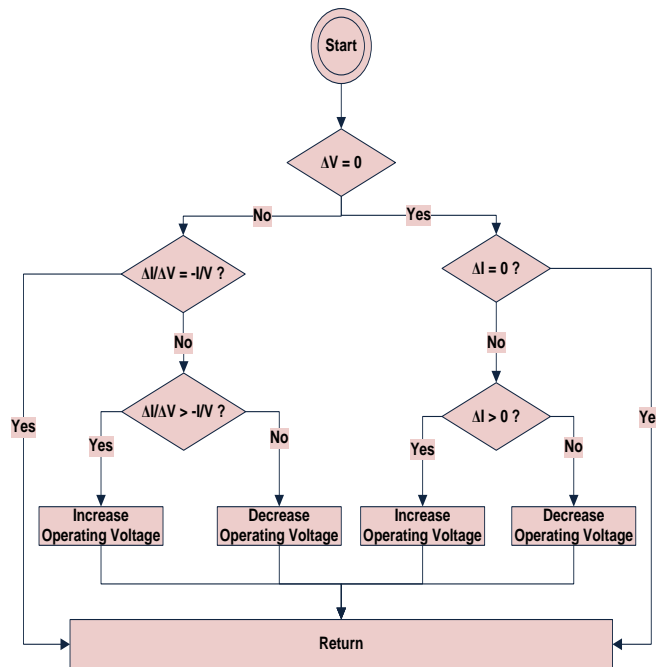 Start
ΔV = 0
No
Yes
ΔI/ΔV = -I/V ?
ΔI = 0 ?
No
No
ΔI/ΔV > -I/V ?
ΔI > 0 ?
Yes
Yes
No
Yes
No
Ye
Increase
Operating Voltage
Decrease
Operating Voltage
Increase
Operating Voltage
Decrease
Operating Voltage
Return